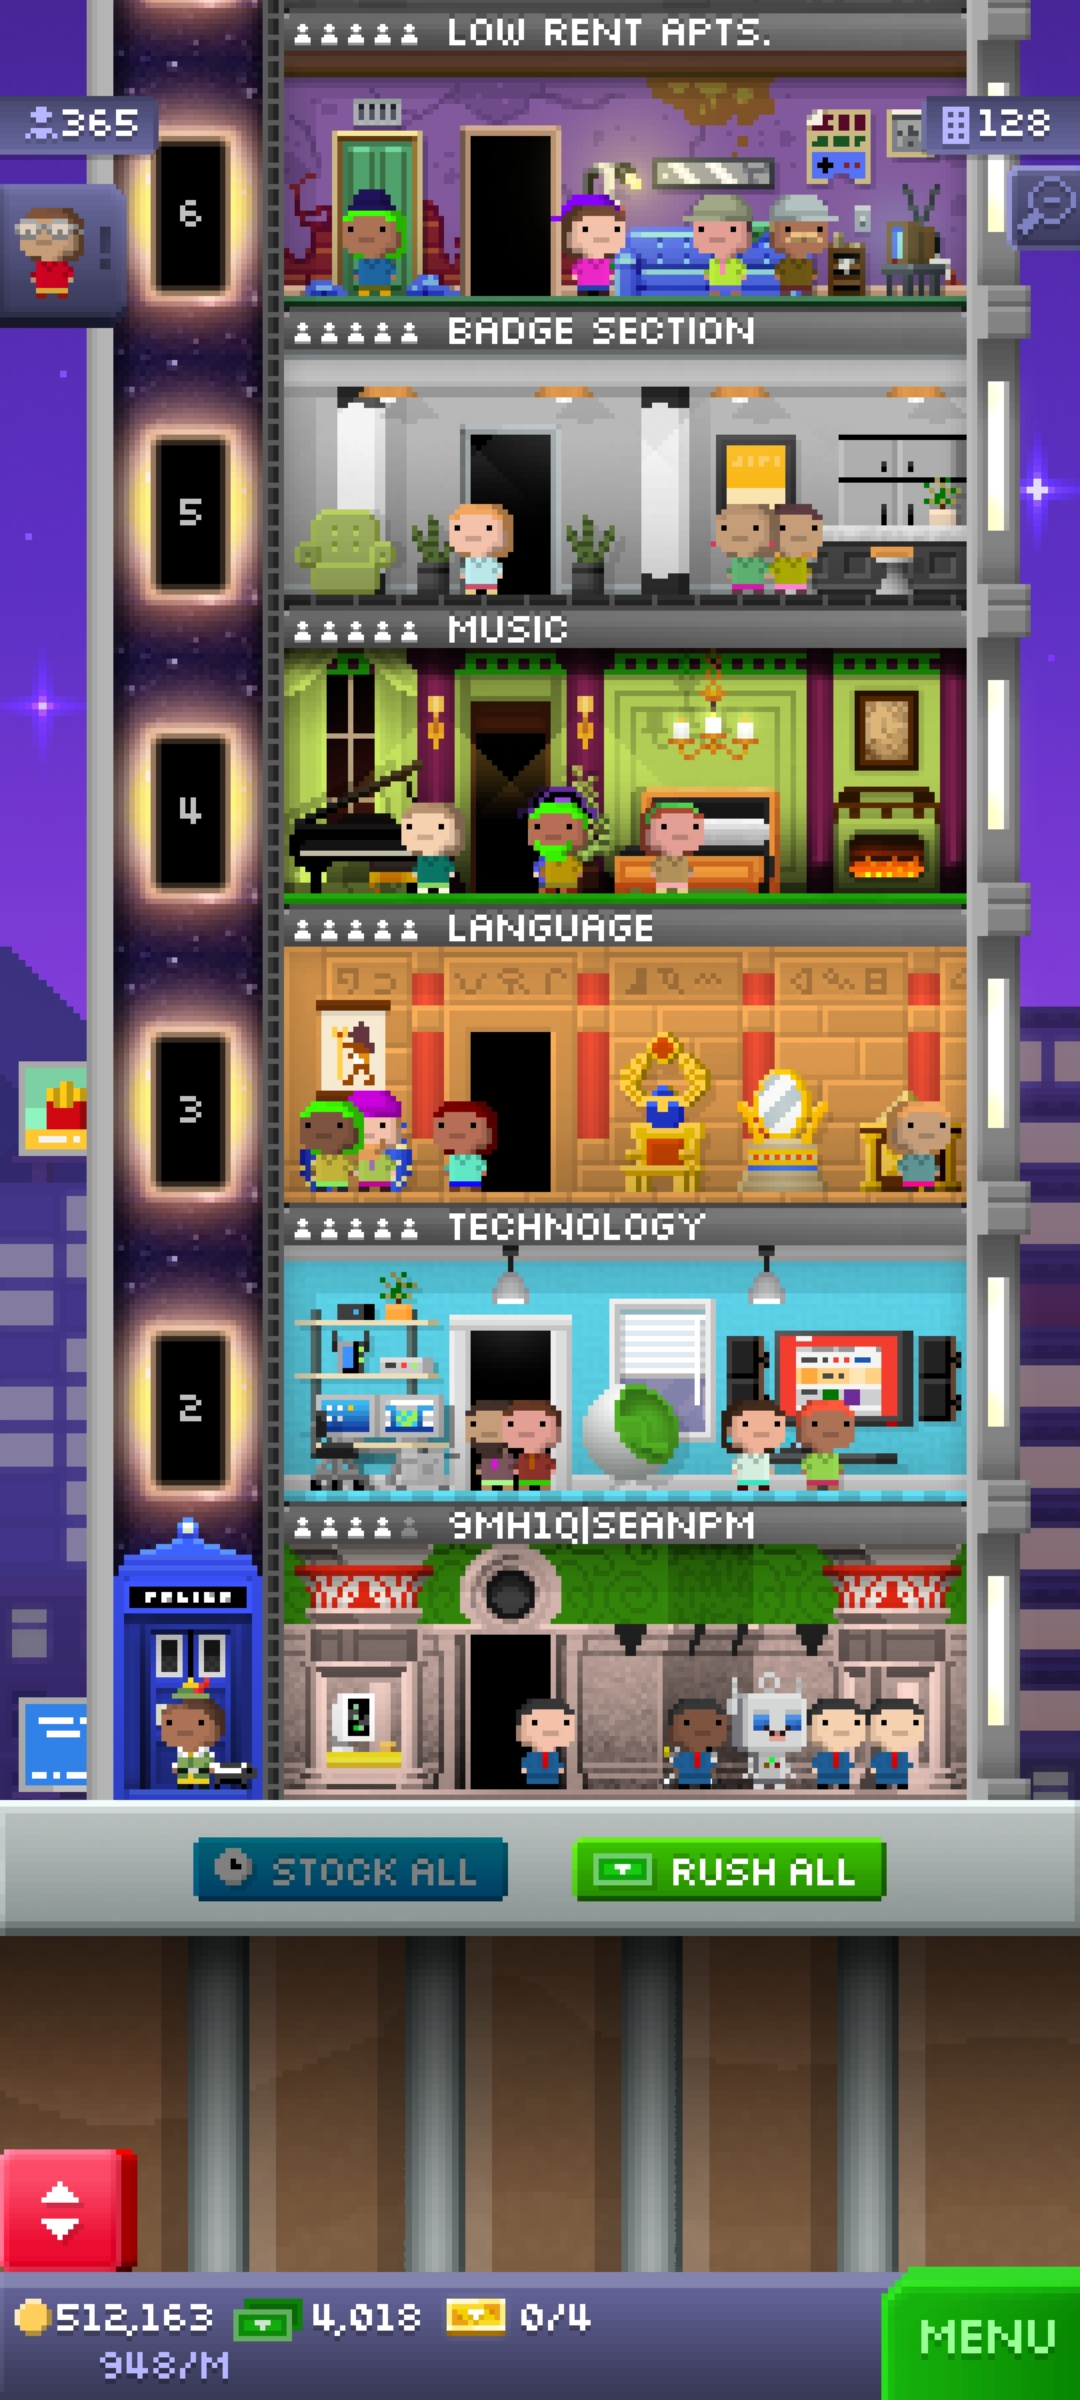 LOW RENT APTS.
365
128
6
BADGE SECTION
5
MUSIC
4
LANGUAGE
3
TECHNOLOGY
2
9MH1Q|SEANPM
POLICE
STOCK ALL
RUSH ALL
512,163
4,018
0/4
948/M
MENU